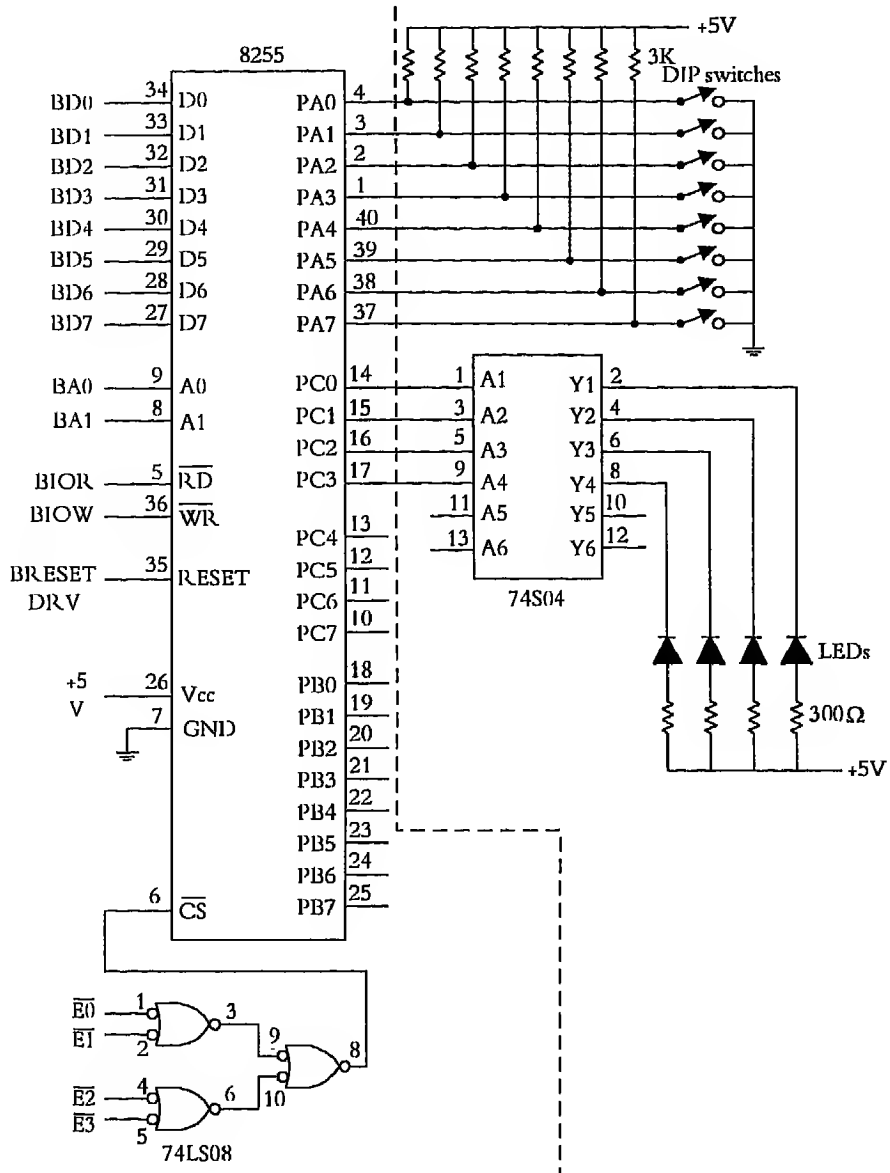 +5V
8255
3K
DIP switches
BD0 34 D0 PA0 4
BD1 33 D1 PA1 3
BD2 32 D2 PA2 2
BD3 31 D3 PA3 1
BD4 30 D4 PA4 40
BD5 29 D5 PA5 39
BD6 28 D6 PA6 38
BD7 27 D7 PA7 37
BA0 9 A0 PC0 14 1 A1 Y1 2
BA1 8 A1 PC1 15 3 A2 Y2 4
PC2 16 5 A3 Y3 6
BIOR 5 RD PC3 17 9 A4 Y4 8
BIOW 36 WR 11 A5 Y5 10
PC4 13 13 A6 Y6 12
BRESET 35 RESET PC5 12
DRV PC6 11 74S04
PC7 10
LEDs
+5 26 Vcc PB0 18
V
7 GND PB1 19 300Ω
PB2 20
PB3 21 +5V
PB4 22
PB5 23
PB6 24
6 CS PB7 25
E0 1 3
E1 2 9 8
E2 4 6 10
E3 5
74LS08